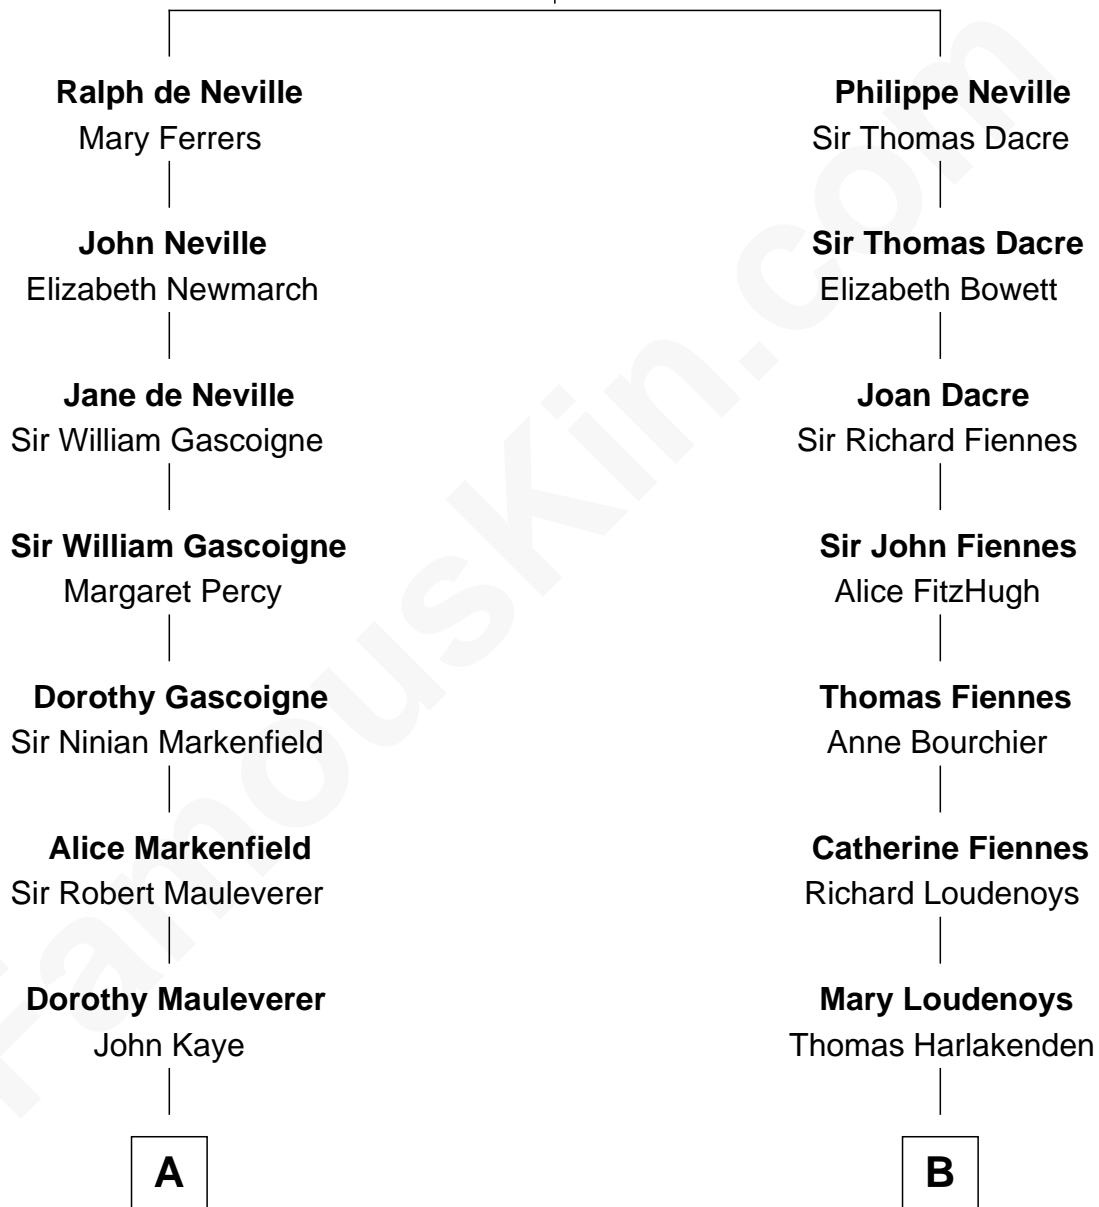 Ralph de Neville
Mary Ferrers
John Neville
Elizabeth Newmarch
Jane de Neville
Sir William Gascoigne
Sir William Gascoigne
Margaret Percy
Dorothy Gascoigne
Sir Ninian Markenfield
Alice Markenfield
Sir Robert Mauleverer
Dorothy Mauleverer
John Kaye
A
Philippe Neville
Sir Thomas Dacre
Sir Thomas Dacre
Elizabeth Bowett
Joan Dacre
Sir Richard Fiennes
Sir John Fiennes
Alice FitzHugh
Thomas Fiennes
Anne Bourchier
Catherine Fiennes
Richard Loudenoys
Mary Loudenoys
Thomas Harlakenden
B
FamousKin.com